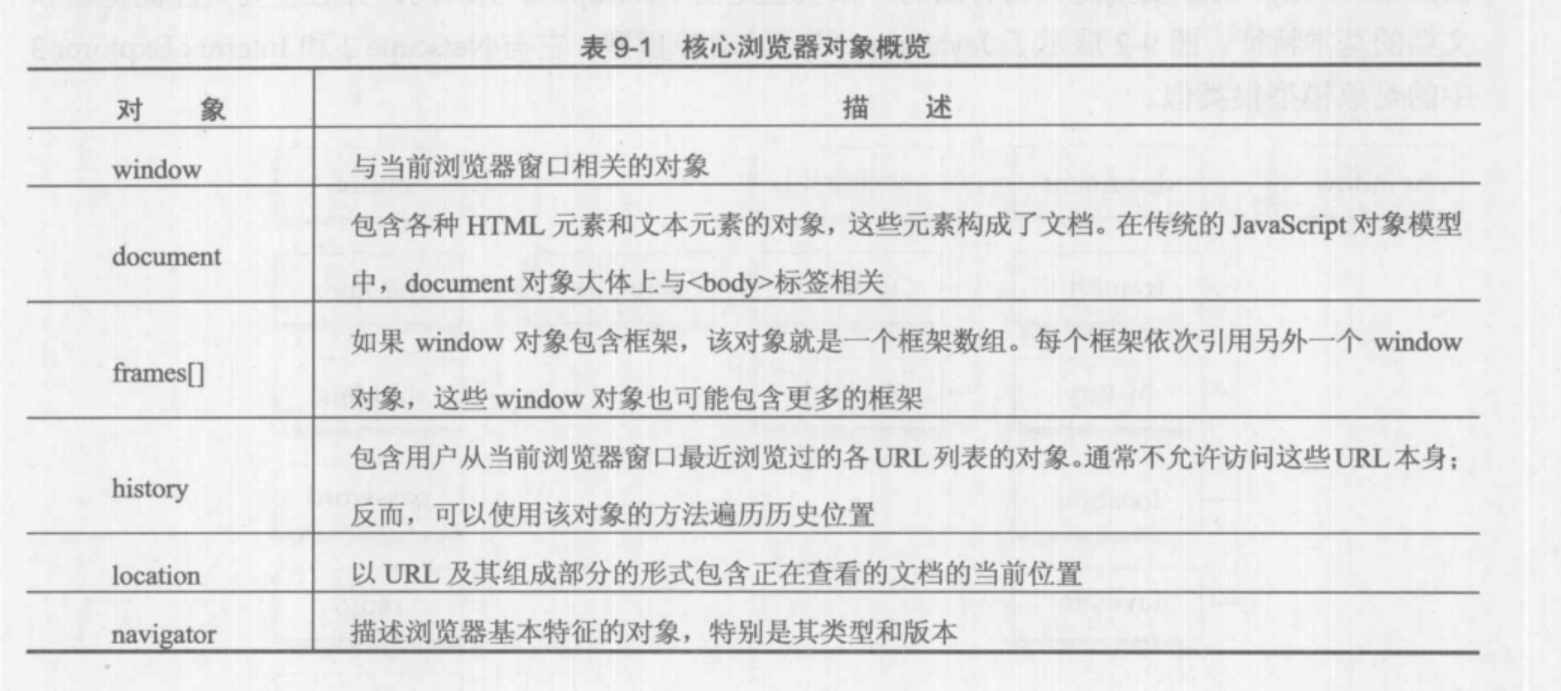 表 9-1 核心浏览器对象概览
对 象 描 述
window 与当前浏览器窗口相关的对象
包含各种 HTML 元素和文本元素的对象，这些元素构成了文档。在传统的 JavaScript 对象模型
document
中，document 对象大体上与<body>标签相关
如果 window 对象包含框架，该对象就是一个框架数组。每个框架依次引用另外一个 window
frames[]
对象，这些 window 对象也可能包含更多的框架
包含用户从当前浏览器窗口最近浏览过的各 URL 列表的对象。通常不允许访问这些 URL 本身；
history
反而，可以使用该对象的方法遍历历史位置
location 以 URL 及其组成部分的形式包含正在查看的文档的当前位置
navigator 描述浏览器基本特征的对象，特别是其类型和版本